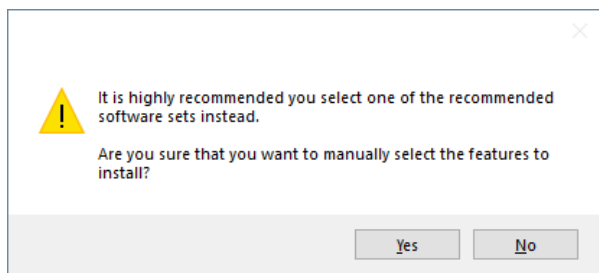 It is highly recommended you select one of the recommended
software sets instead.
Are you sure that you want to manually select the features to
install?
Yes
No